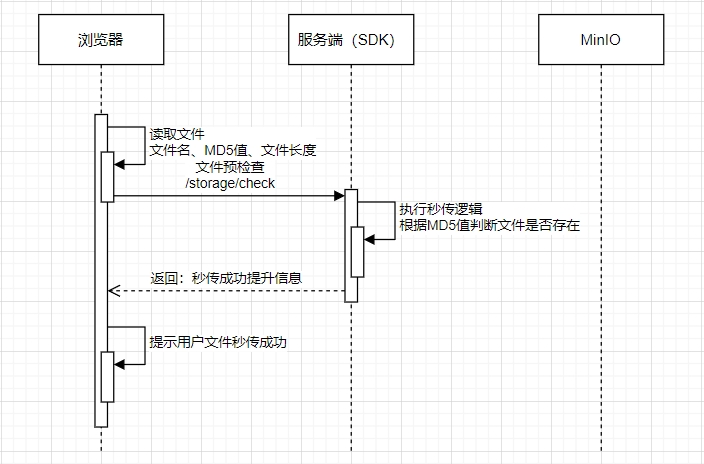 浏览器
服务端（SDK）
MinIO
读取文件
文件名、MD5值、文件长度
文件预检查
/storage/check
执行秒传逻辑
根据MD5值判断文件是否存在
返回：秒传成功提升信息
提示用户文件秒传成功